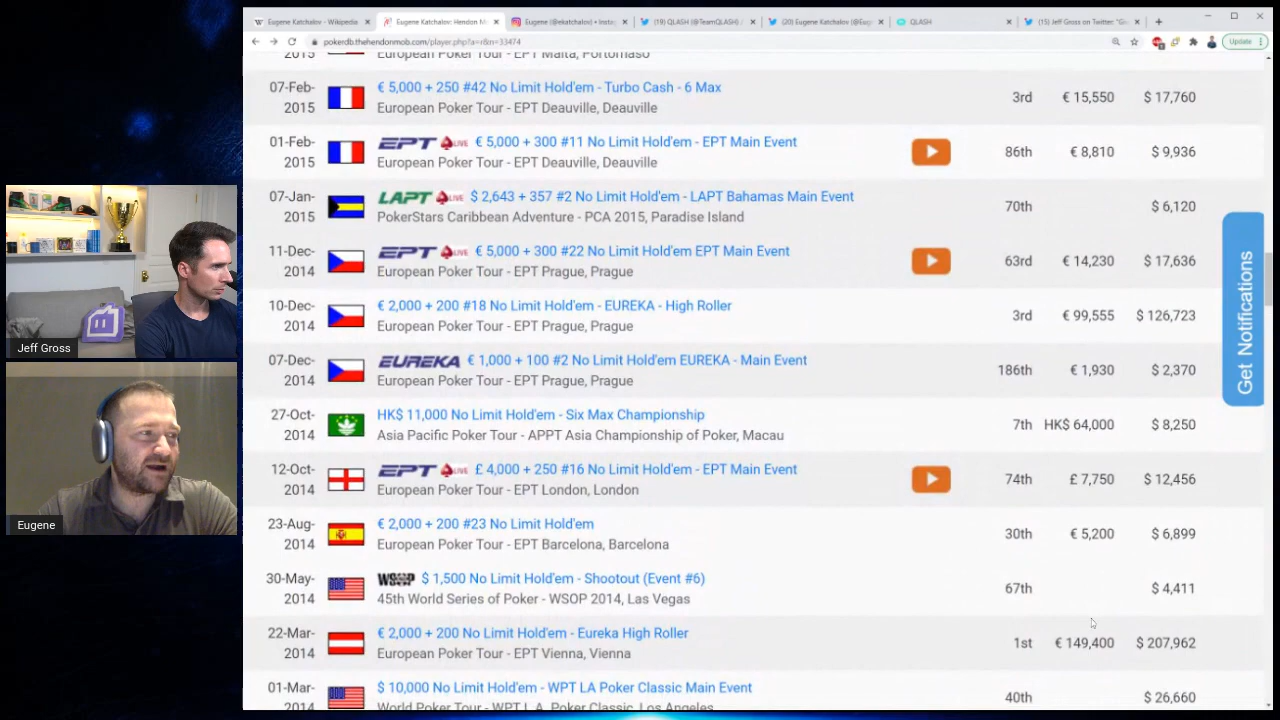 Eugene Katchalov - Wikipedia
Eugene Katchalov: Hendon M
Eugene (@ekatchalov) • Inst
(19) QLASH (@TeamQLASH) /
(20) Eugene Katchalov (@Eug
QLASH
(15) Jeff Gross on Twitter: "G
pokerdb.thehendonmob.com/player.php?a=r&n=33474
Update
2015
European Poker Tour - EPT Malta, Portomaso
07-Feb-
2015
€ 5,000 + 250 #42 No Limit Hold'em - Turbo Cash - 6 Max
European Poker Tour - EPT Deauville, Deauville
3rd € 15,550 $ 17,760
01-Feb-
2015
EPT LIVE € 5,000 + 300 #11 No Limit Hold'em - EPT Main Event
European Poker Tour - EPT Deauville, Deauville
86th € 8,810 $ 9,936
07-Jan-
2015
LAPT LIVE $ 2,643 + 357 #2 No Limit Hold'em - LAPT Bahamas Main Event
PokerStars Caribbean Adventure - PCA 2015, Paradise Island
70th $ 6,120
11-Dec-
2014
EPT LIVE € 5,000 + 300 #22 No Limit Hold'em EPT Main Event
European Poker Tour - EPT Prague, Prague
63rd € 14,230 $ 17,636
10-Dec-
2014
€ 2,000 + 200 #18 No Limit Hold'em - EUREKA - High Roller
European Poker Tour - EPT Prague, Prague
3rd € 99,555 $ 126,723
07-Dec-
2014
EUREKA € 1,000 + 100 #2 No Limit Hold'em EUREKA - Main Event
European Poker Tour - EPT Prague, Prague
186th € 1,930 $ 2,370
27-Oct-
2014
HK$ 11,000 No Limit Hold'em - Six Max Championship
Asia Pacific Poker Tour - APPT Asia Championship of Poker, Macau
7th HK$ 64,000 $ 8,250
12-Oct-
2014
EPT LIVE £ 4,000 + 250 #16 No Limit Hold'em - EPT Main Event
European Poker Tour - EPT London, London
74th £ 7,750 $ 12,456
23-Aug-
2014
€ 2,000 + 200 #23 No Limit Hold'em
European Poker Tour - EPT Barcelona, Barcelona
30th € 5,200 $ 6,899
30-May-
2014
WSOP $ 1,500 No Limit Hold'em - Shootout (Event #6)
45th World Series of Poker - WSOP 2014, Las Vegas
67th $ 4,411
22-Mar-
2014
€ 2,000 + 200 No Limit Hold'em - Eureka High Roller
European Poker Tour - EPT Vienna, Vienna
1st € 149,400 $ 207,962
01-Mar-
2014
$ 10,000 No Limit Hold'em - WPT LA Poker Classic Main Event
World Poker Tour - WPT L.A. Poker Classic, Los Angeles
40th $ 26,660
Get Notifications
Jeff Gross
Eugene